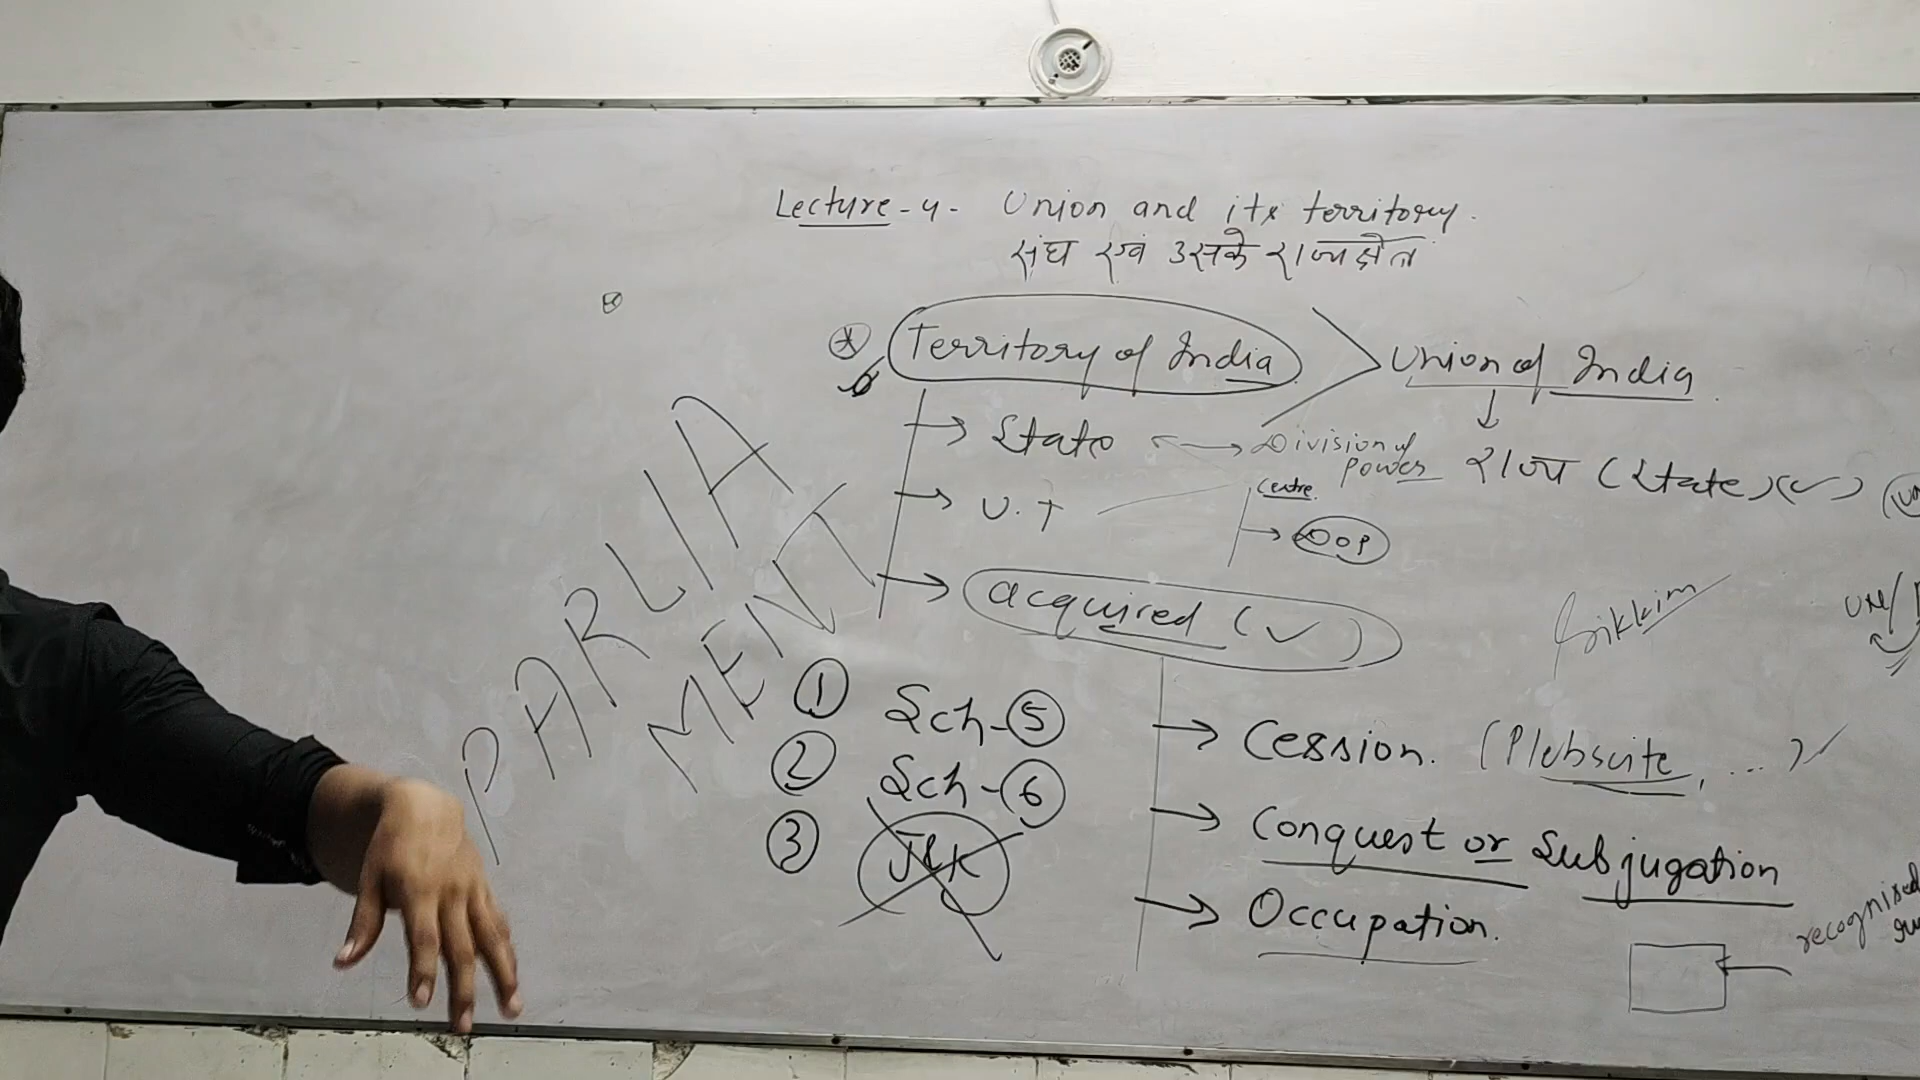 Lecture-4- Union and its territory.
संघ एवं उसके राज्यक्षेत्र
Territory of India > Union of India.
→ State ↔ Division of Power
राज्य (State) (✓)
→ U.T
Centre
→ acquired (✓)
PARLIA
MENT
Sikkim
① Sch-⑤
② Sch-⑥
③ J&K
→ Cession. (Plebscite, ...) ✓
→ Conquest or Subjugation
→ Occupation.
recognised